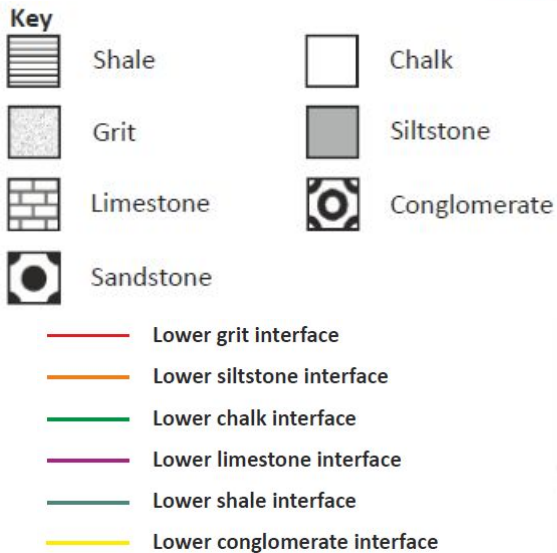 Key
Shale
Chalk
Grit
Siltstone
Limestone
Conglomerate
Sandstone
Lower grit interface
Lower siltstone interface
Lower chalk interface
Lower limestone interface
Lower shale interface
Lower conglomerate interface